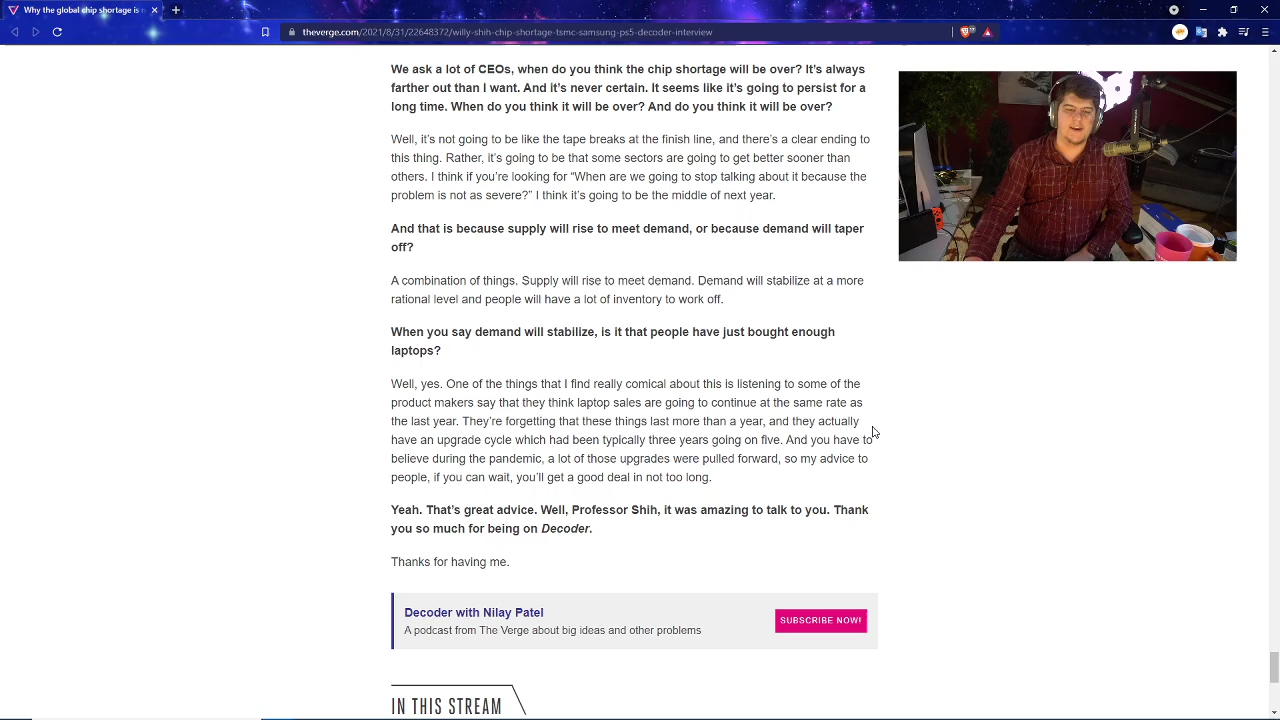 Why the global chip shortage is
theverge.com/2021/8/31/22648372/willy-shih-chip-shortage-tsmc-samsung-ps5-decoder-interview
We ask a lot of CEOs, when do you think the chip shortage will be over? It's always
farther out than I want. And it's never certain. It seems like it's going to persist for a
long time. When do you think it will be over? And do you think it will be over?
Well, it's not going to be like the tape breaks at the finish line, and there's a clear ending to
this thing. Rather, it's going to be that some sectors are going to get better sooner than
others. I think if you're looking for “When are we going to stop talking about it because the
problem is not as severe?” I think it's going to be the middle of next year.
And that is because supply will rise to meet demand, or because demand will taper
off?
A combination of things. Supply will rise to meet demand. Demand will stabilize at a more
rational level and people will have a lot of inventory to work off.
When you say demand will stabilize, is it that people have just bought enough
laptops?
Well, yes. One of the things that I find really comical about this is listening to some of the
product makers say that they think laptop sales are going to continue at the same rate as
the last year. They're forgetting that these things last more than a year, and they actually
have an upgrade cycle which had been typically three years going on five. And you have to
believe during the pandemic, a lot of those upgrades were pulled forward, so my advice to
people, if you can wait, you'll get a good deal in not too long.
Yeah. That's great advice. Well, Professor Shih, it was amazing to talk to you. Thank
you so much for being on Decoder.
Thanks for having me.
Decoder with Nilay Patel
A podcast from The Verge about big ideas and other problems
SUBSCRIBE NOW!
IN THIS STREAM